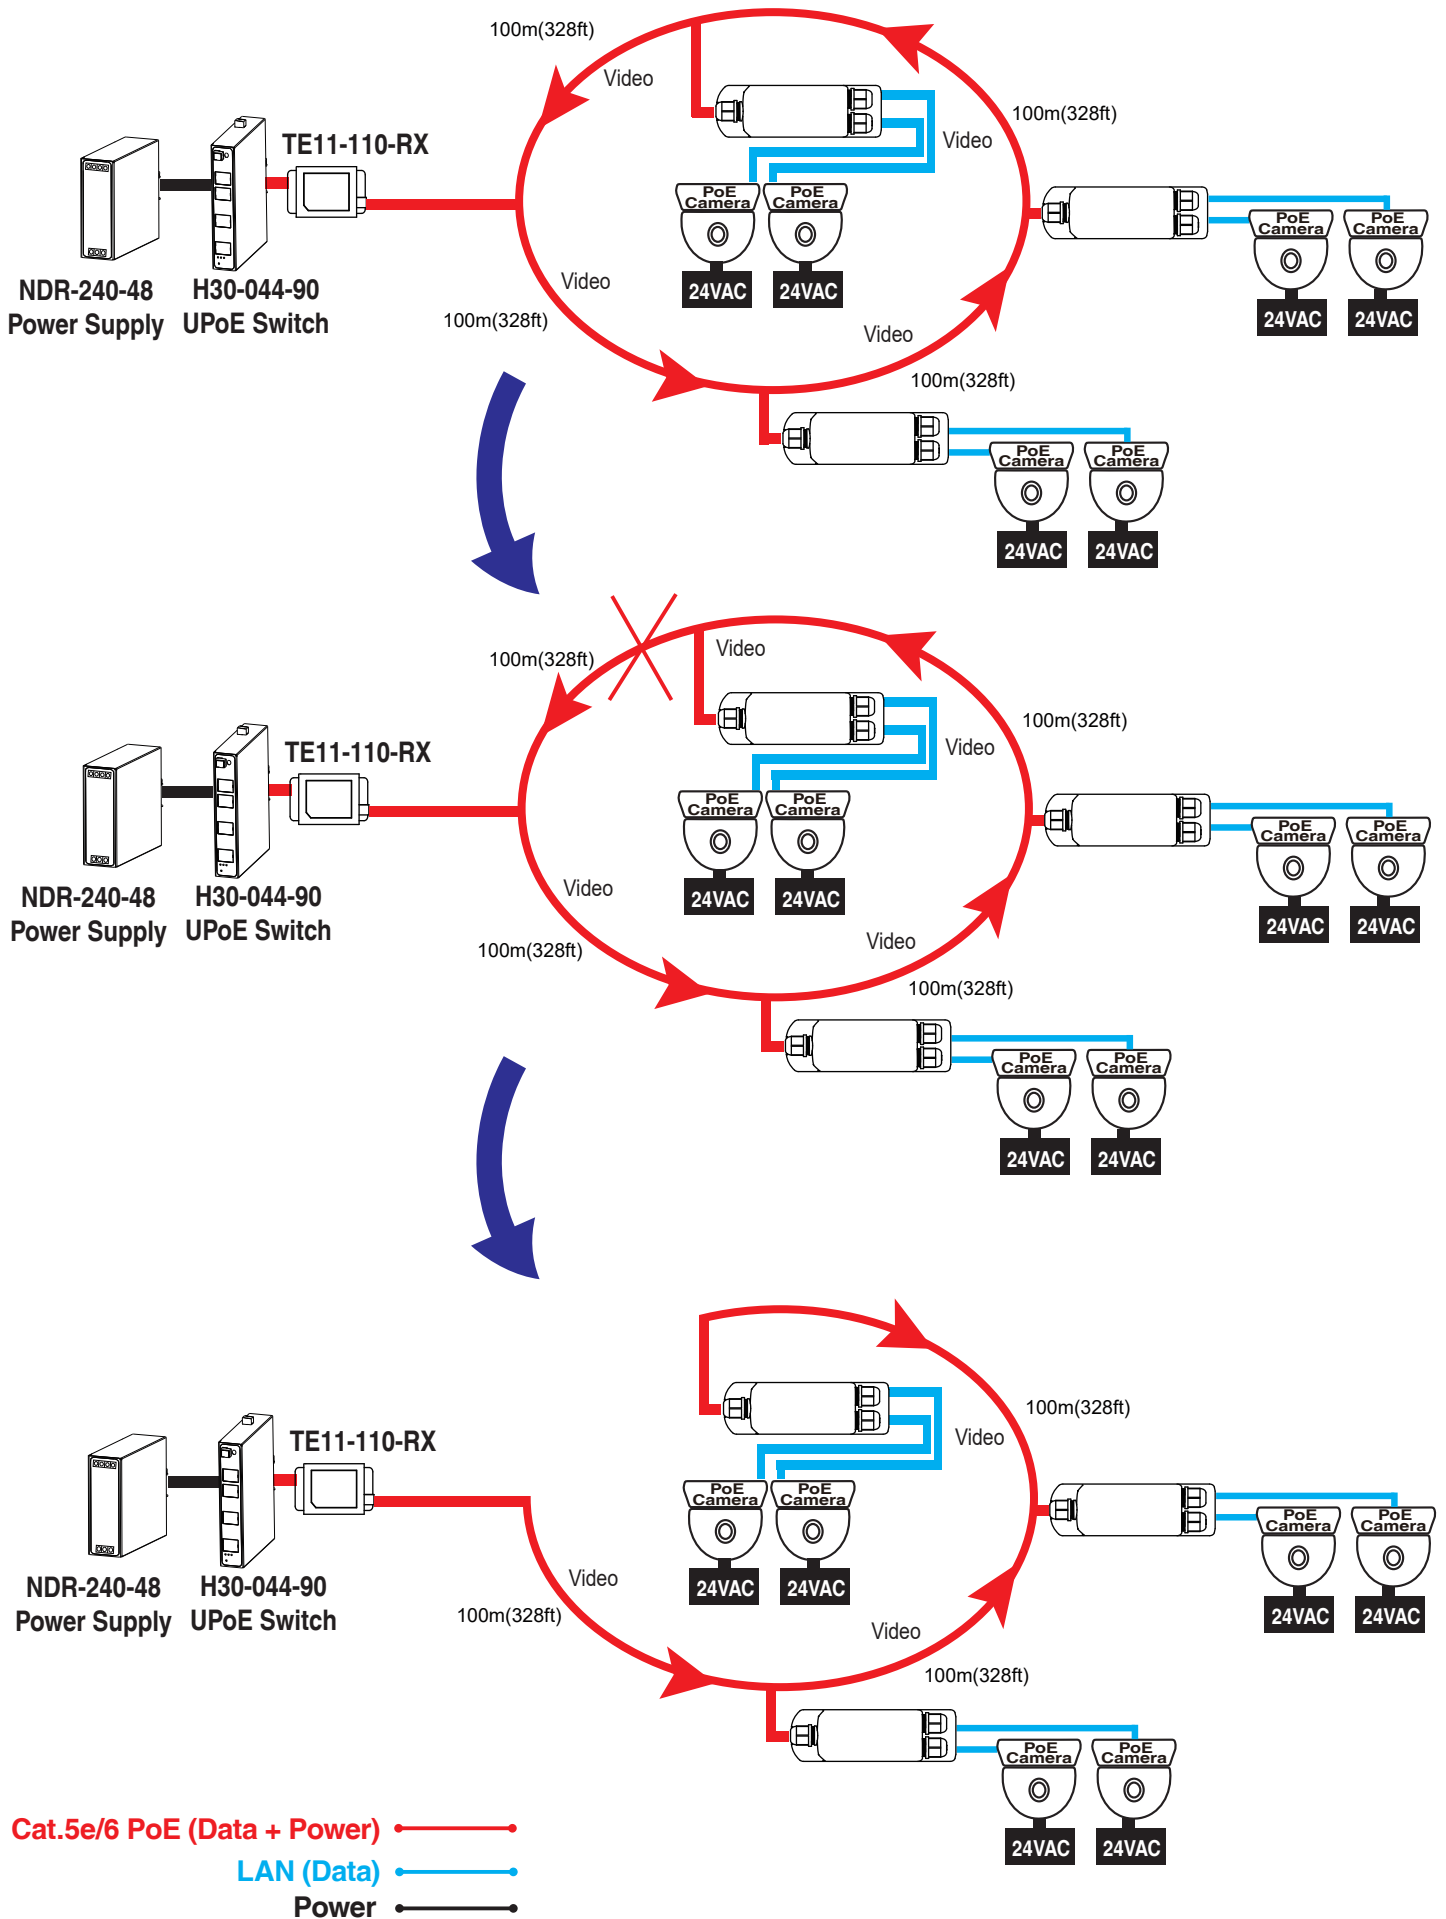 100m(328ft)
Video
100m(328ft)
Video
TE11-110-RX
PoE
Camera
PoE
Camera
PoE
Camera
PoE
Camera
Video
24VAC
24VAC
NDR-240-48
Power Supply
H30-044-90
UPoE Switch
100m(328ft)
Video
24VAC
24VAC
100m(328ft)
PoE
Camera
PoE
Camera
24VAC
24VAC
100m(328ft)
Video
100m(328ft)
Video
TE11-110-RX
PoE
Camera
PoE
Camera
PoE
Camera
PoE
Camera
NDR-240-48
Power Supply
H30-044-90
UPoE Switch
Video
24VAC
24VAC
24VAC
24VAC
100m(328ft)
Video
100m(328ft)
PoE
Camera
PoE
Camera
24VAC
24VAC
100m(328ft)
TE11-110-RX
Video
PoE
Camera
PoE
Camera
PoE
Camera
PoE
Camera
NDR-240-48
Power Supply
H30-044-90
UPoE Switch
Video
100m(328ft)
24VAC
24VAC
24VAC
24VAC
Video
100m(328ft)
PoE
Camera
PoE
Camera
24VAC
24VAC
Cat.5e/6 PoE (Data + Power)
LAN (Data)
Power